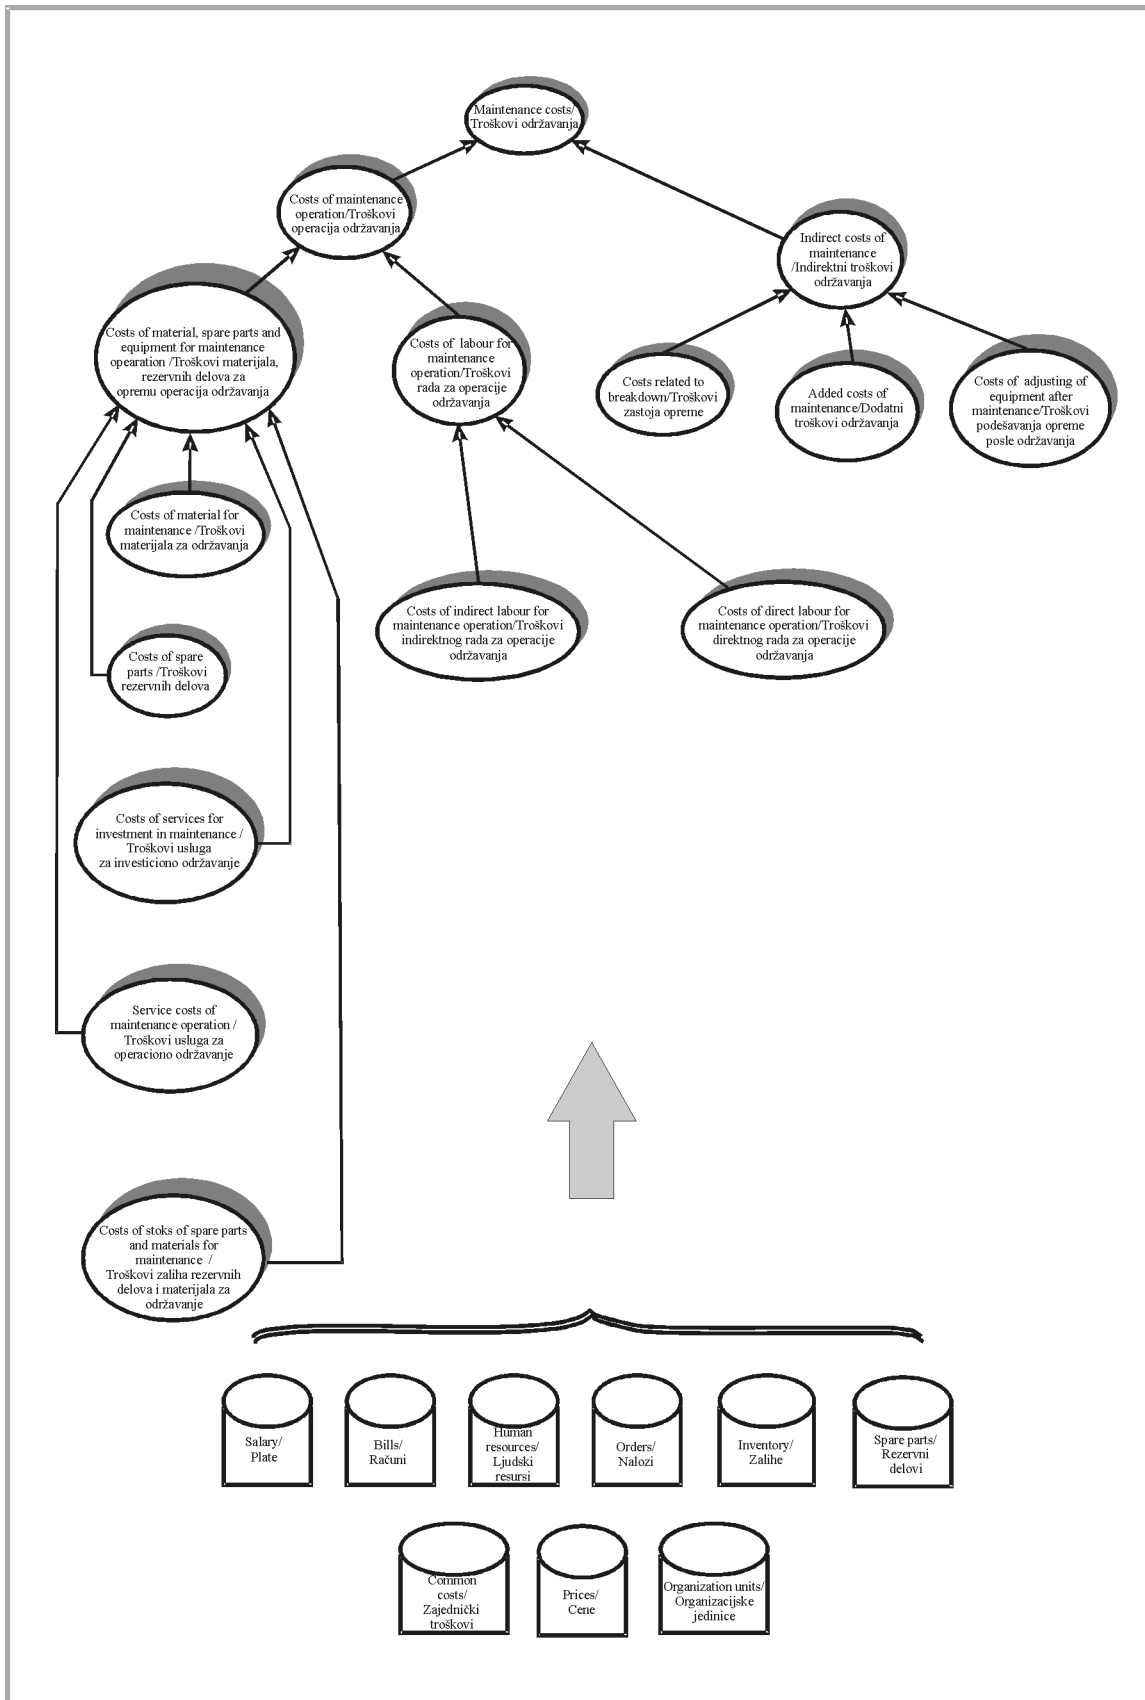 Maintenance costs/
Troškovi održavanja
Costs of maintenance
operation/Troškovi
operacija održavanja
Indirect costs of
maintenance
/Indirektni troškovi
održavanja
Costs of material, spare parts and
equipment for maintenance
opearation /Troškovi materijala,
rezervnih delova za
opremu operacija održavanja
Costs of labour for
maintenance
operation/Troškovi
rada za operacije
održavanja
Costs related to
breakdown/Troškovi
zastoja opreme
Added costs of
maintenance/Dodatni
troškovi održavanja
Costs of adjusting of
equipment after
maintenance/Troškovi
podešavanja opreme
posle održavanja
Costs of material for
maintenance /Troškovi
materijala za održavanja
Costs of indirect labour for
maintenance operation/Troškovi
indirektnog rada za operacije
održavanja
Costs of direct labour for
maintenance operation/Troškovi
direktnog rada za operacije
održavanja
Costs of spare
parts /Troškovi
rezervnih delova
Costs of services for
investment in maintenance /
Troškovi usluga
za investiciono održavanje
Service costs of
maintenance operation /
Troškovi usluga za
operaciono održavanje
Costs of stoks of spare parts
and materials for
maintenance /
Troškovi zaliha rezervnih
delova i materijala za
održavanje
Salary/
Plate
Bills/
Računi
Human
resources/
Ljudski
resursi
Orders/
Nalozi
Inventory/
Zalihe
Spare parts/
Rezervni
delovi
Common
costs/
Zajednički
troškovi
Prices/
Cene
Organization units/
Organizacijske
jedinice